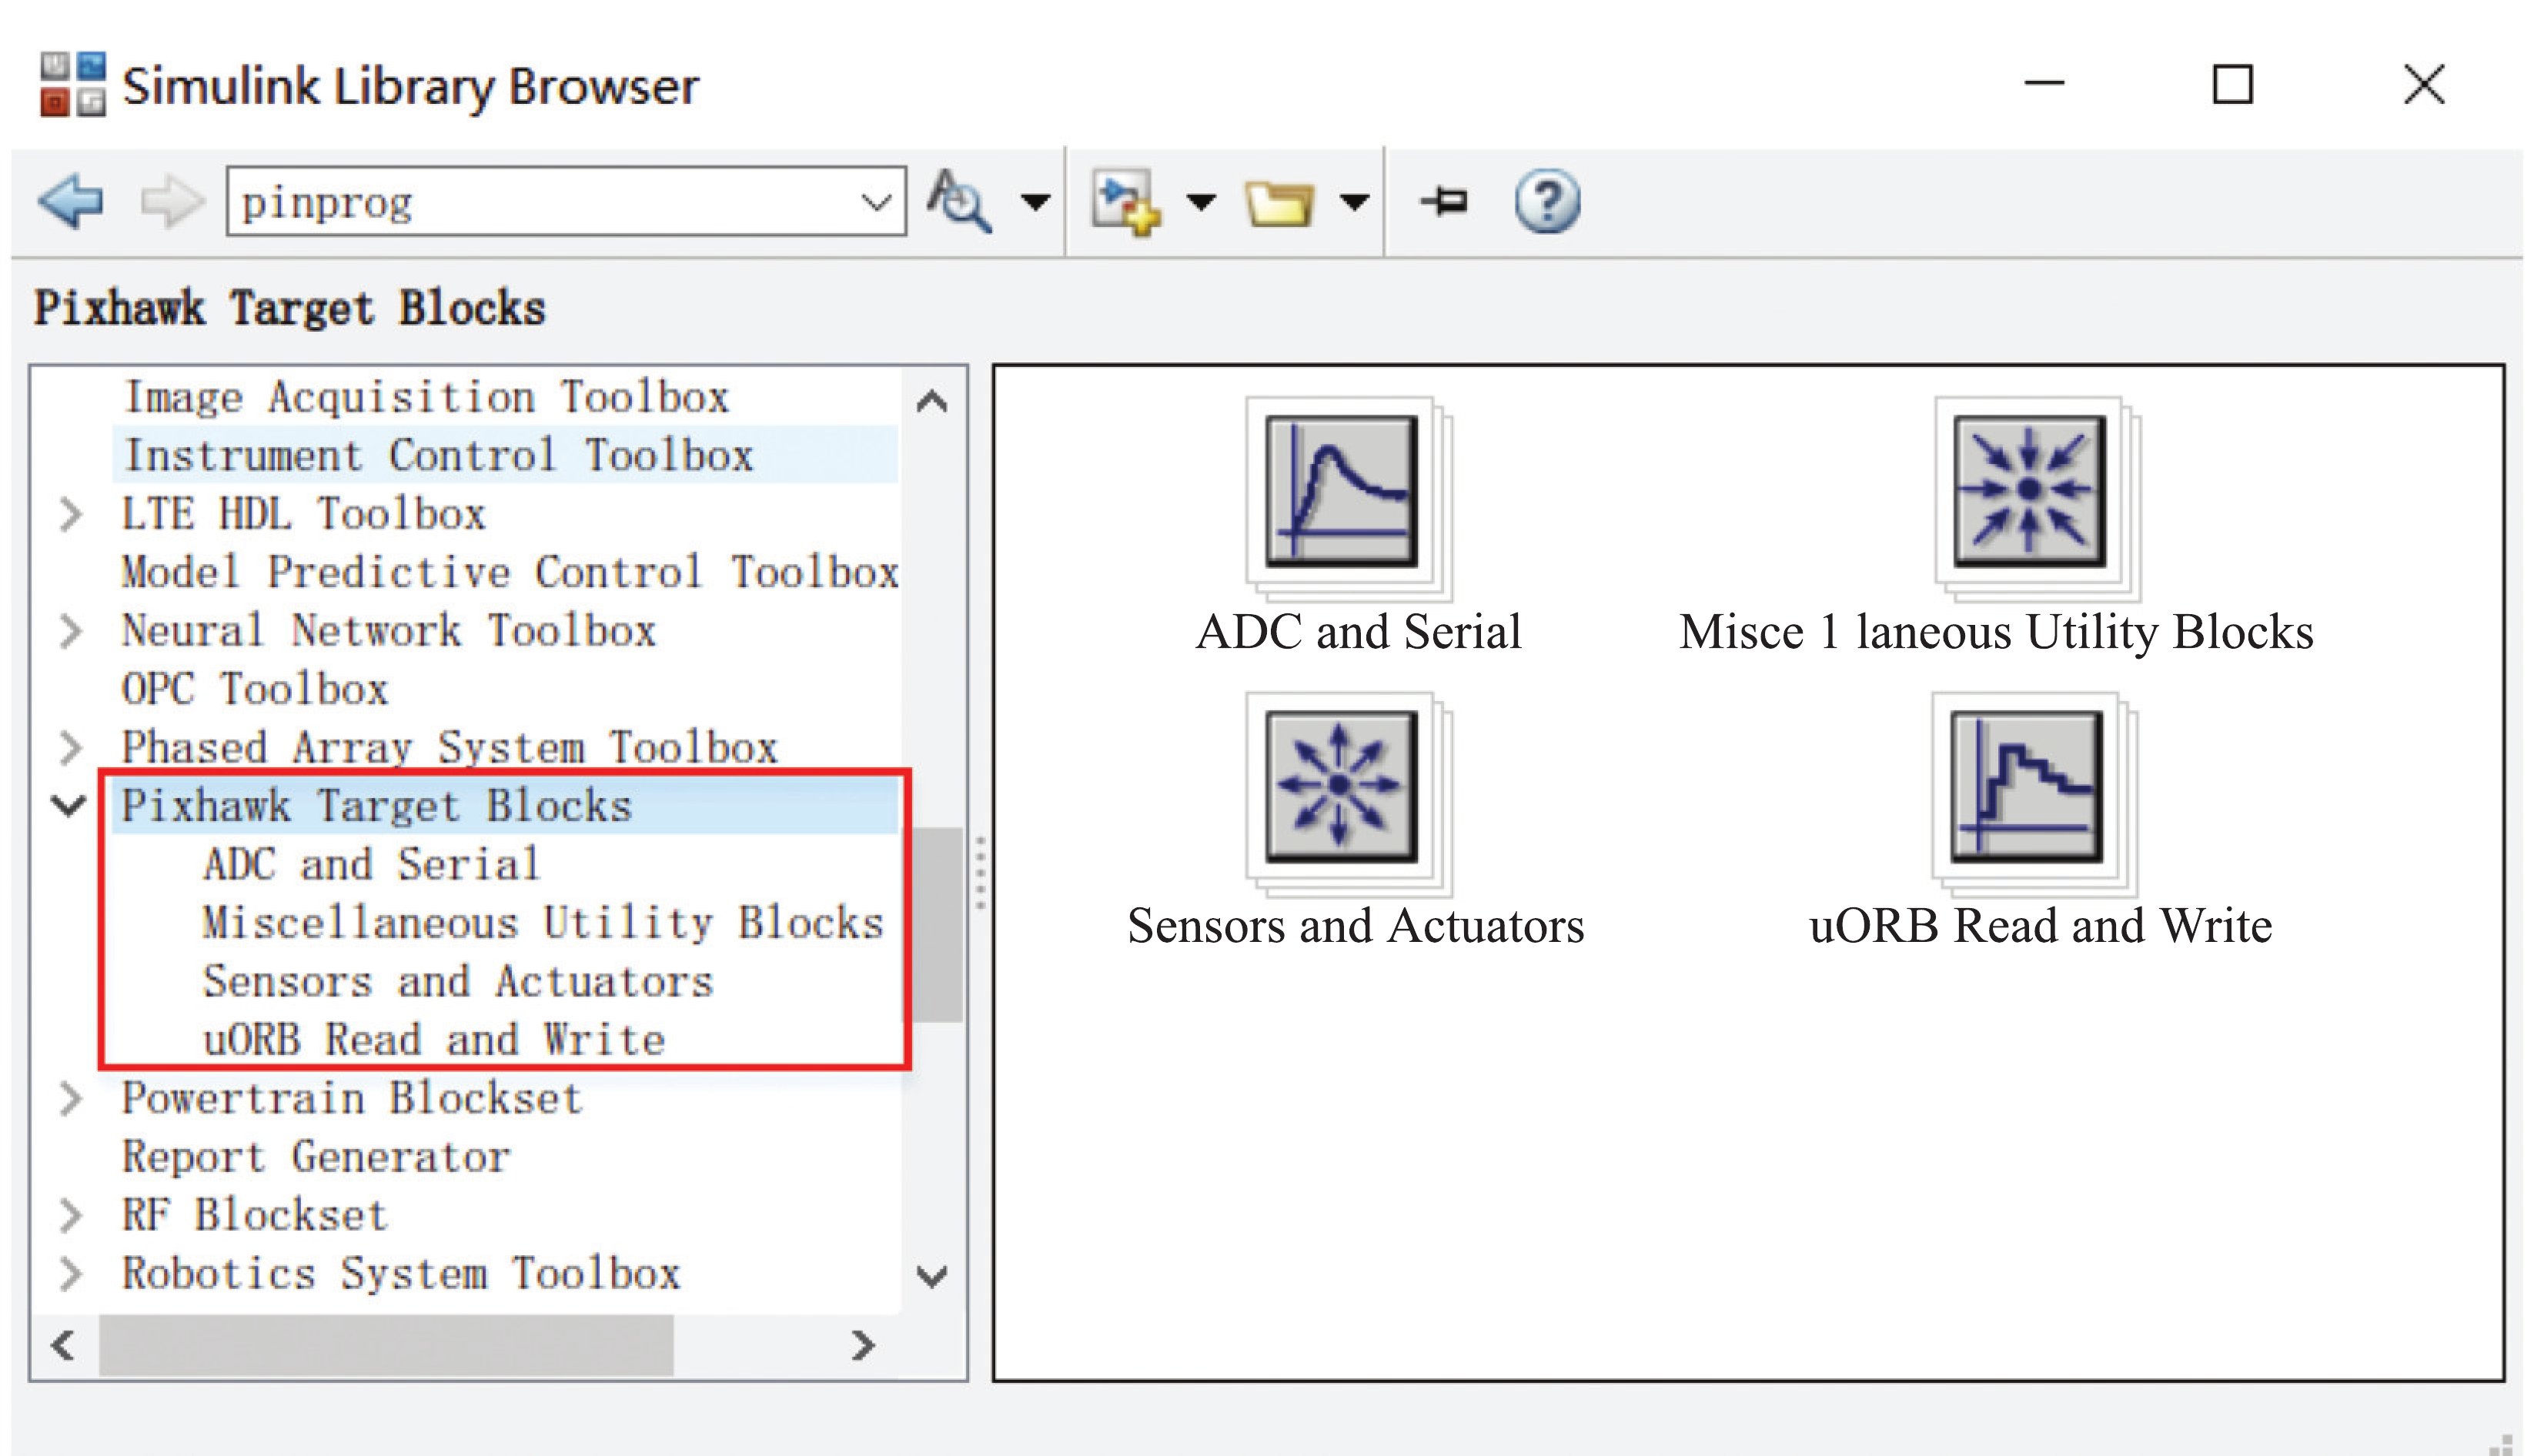 Simulink Library Browser
pinprog
Pixhawk Target Blocks
Image Acquisition Toolbox
Instrument Control Toolbox
LTE HDL Toolbox
Model Predictive Control Toolbox
Neural Network Toolbox
OPC Toolbox
Phased Array System Toolbox
Pixhawk Target Blocks
ADC and Serial
Miscellaneous Utility Blocks
Sensors and Actuators
uORB Read and Write
Powertrain Blockset
Report Generator
RF Blockset
Robotics System Toolbox
ADC and Serial
Misce 1 laneous Utility Blocks
Sensors and Actuators
uORB Read and Write